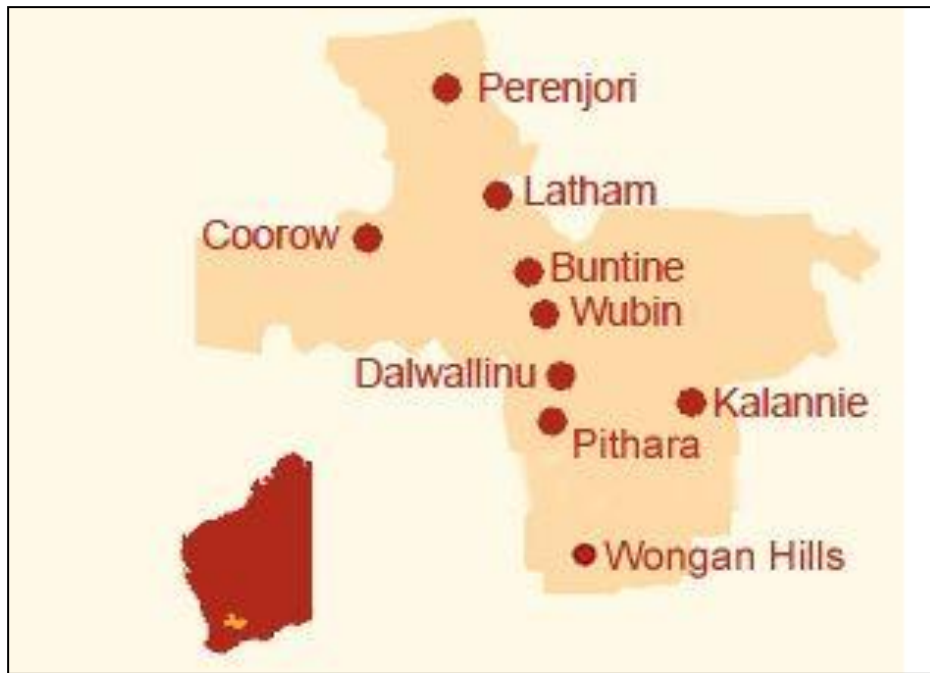 Perenjori
Latham
Coorow
Buntine
Wubin
Dalwallinu
Kalannie
Pithara
Wongan Hills